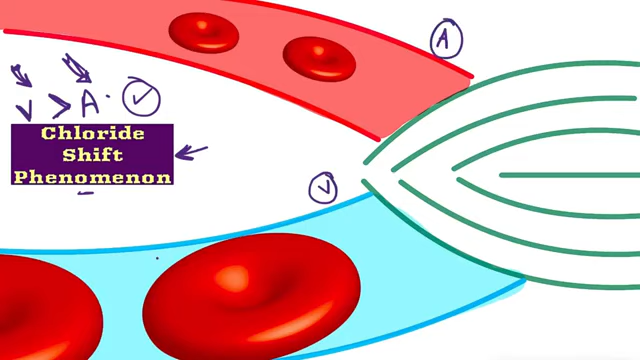 A
V > A.
Chloride
Shift
Phenomenon
V